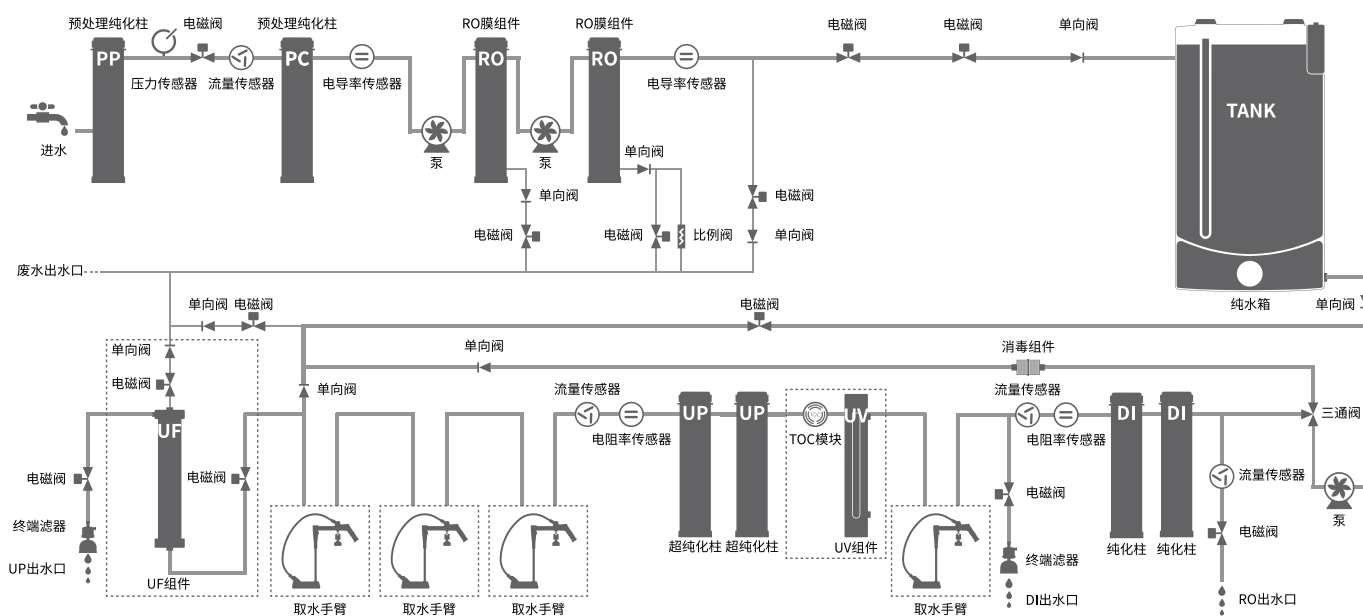 预处理纯化柱
电磁阀
预处理纯化柱
RO膜组件
RO膜组件
电磁阀
电磁阀
单向阀
PP
PC
RO
RO
压力传感器
流量传感器
电导率传感器
电导率传感器
TANK
进水
泵
泵
单向阀
单向阀
电磁阀
电磁阀
电磁阀
比例阀
单向阀
废水出水口
纯水箱
单向阀
单向阀
电磁阀
电磁阀
单向阀
单向阀
消毒组件
电磁阀
单向阀
流量传感器
流量传感器
UF
UP
UP
TOC
UV
DI
DI
三通阀
电阻率传感器
TOC模块
电阻率传感器
电磁阀
电磁阀
电磁阀
流量传感器
泵
终端滤器
电磁阀
UP出水口
UF组件
超纯化柱
超纯化柱
UV组件
纯化柱
纯化柱
终端滤器
取水手臂
取水手臂
取水手臂
取水手臂
DI出水口
RO出水口